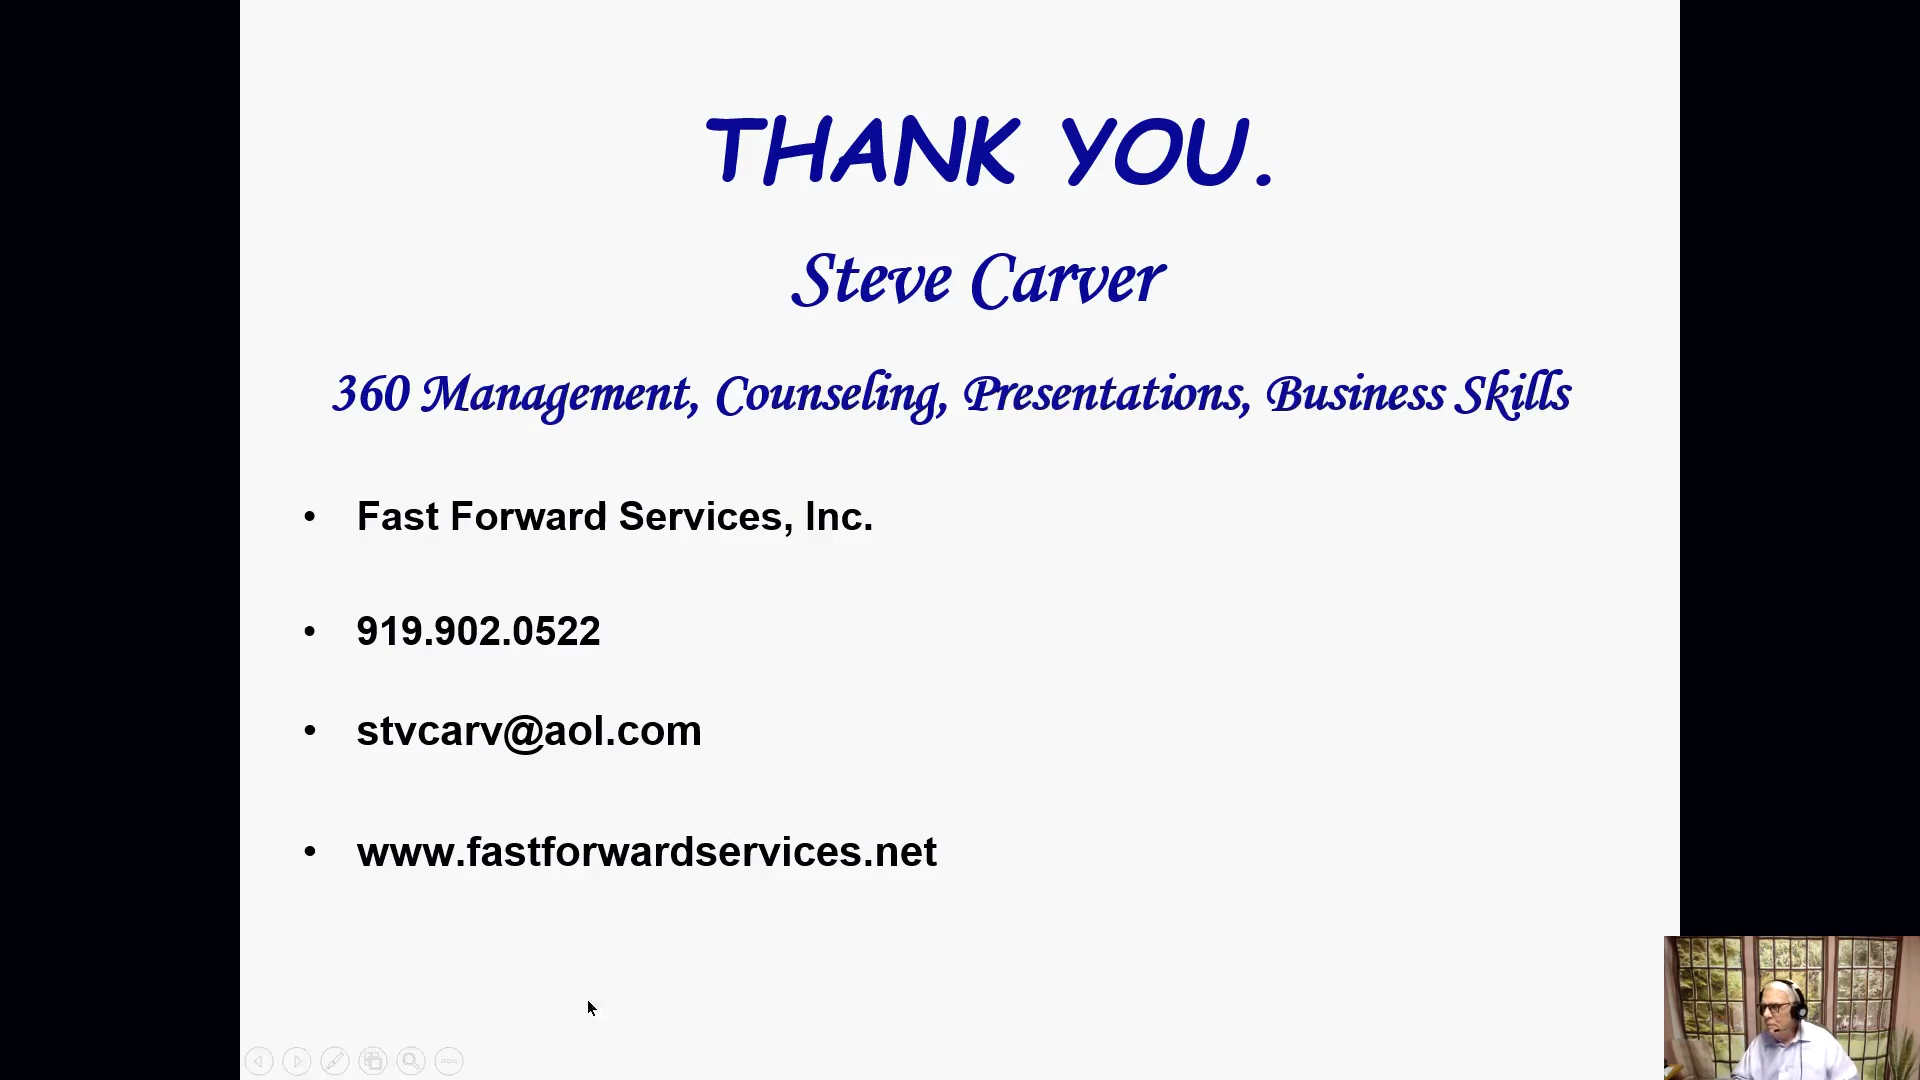 THANK YOU.
Steve Carver
360 Management, Counseling, Presentations, Business Skills
• Fast Forward Services, Inc.
• 919.902.0522
• stvcarv@aol.com
• www.fastforwardservices.net